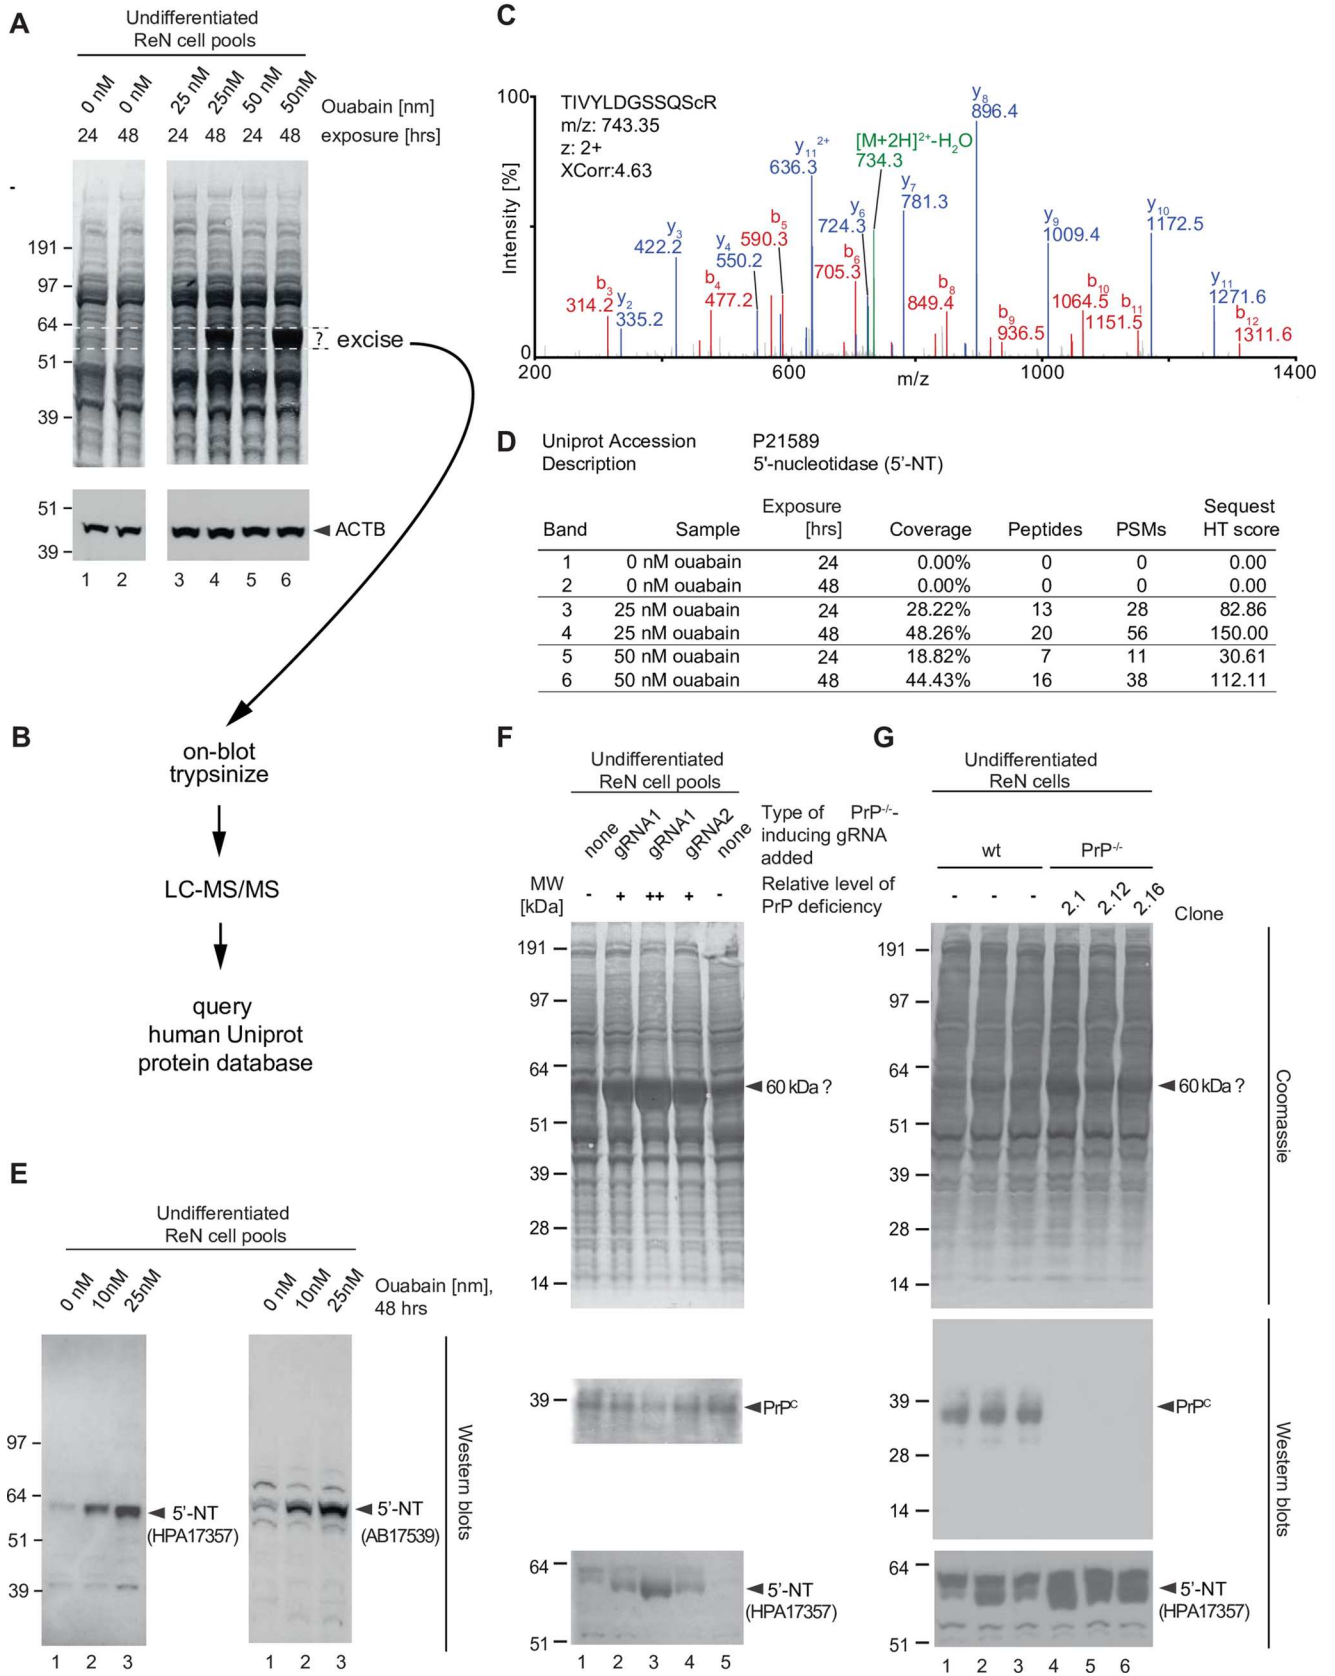 A
Undifferentiated
ReN cell pools
0 nM 0 nM 25 nM 25nM 50 nM 50nM Ouabain [nm]
24 48 24 48 24 48 exposure [hrs]
-
191
97
64
51
39
? excise
51
39
ACTB
1 2 3 4 5 6
B
on-blot
trypsinize
LC-MS/MS
query
human Uniprot
protein database
C
TIVYLDGSSQScR
m/z: 743.35
z: 2+
XCorr:4.63
Intensity [%]
100
0
200 600 1000 1400
m/z
b3
314.2
y2
335.2
y3
422.2
b4
477.2
y4
550.2
b5
590.3
y11 2+
636.3
b6
705.3
y6
724.3
[M+2H]2+-H2O
734.3
y7
781.3
b8
849.4
y8
896.4
b9
936.5
y9
1009.4
b10
1064.5
b11
1151.5
y10
1172.5
y11
1271.6
b12
1311.6
D
Uniprot Accession P21589
Description 5'-nucleotidase (5'-NT)
Band Sample Exposure [hrs] Coverage Peptides PSMs Sequest HT score
1 0 nM ouabain 24 0.00% 0 0 0.00
2 0 nM ouabain 48 0.00% 0 0 0.00
3 25 nM ouabain 24 28.22% 13 28 82.86
4 25 nM ouabain 48 48.26% 20 56 150.00
5 50 nM ouabain 24 18.82% 7 11 30.61
6 50 nM ouabain 48 44.43% 16 38 112.11
E
Undifferentiated
ReN cell pools
0 nM 10nM 25nM 0 nM 10nM 25nM Ouabain [nm],
48 hrs
97
64
51
39
5'-NT
(HPA17357)
5'-NT
(AB17539)
Western blots
1 2 3 1 2 3
F
Undifferentiated
ReN cell pools
none gRNA1 gRNA1 gRNA2 none
Type of PrP-/--
inducing gRNA
added
MW
[kDa]
- + ++ + -
Relative level of
PrP deficiency
191
97
64
51
39
28
14
60 kDa ?
39
PrPC
64
51
5'-NT
(HPA17357)
1 2 3 4 5
G
Undifferentiated
ReN cells
wt PrP-/-
- - - 2.1 2.12 2.16 Clone
191
97
64
51
39
28
14
60 kDa ?
Coomassie
39
28
14
PrPC
64
51
5'-NT
(HPA17357)
Western blots
1 2 3 4 5 6